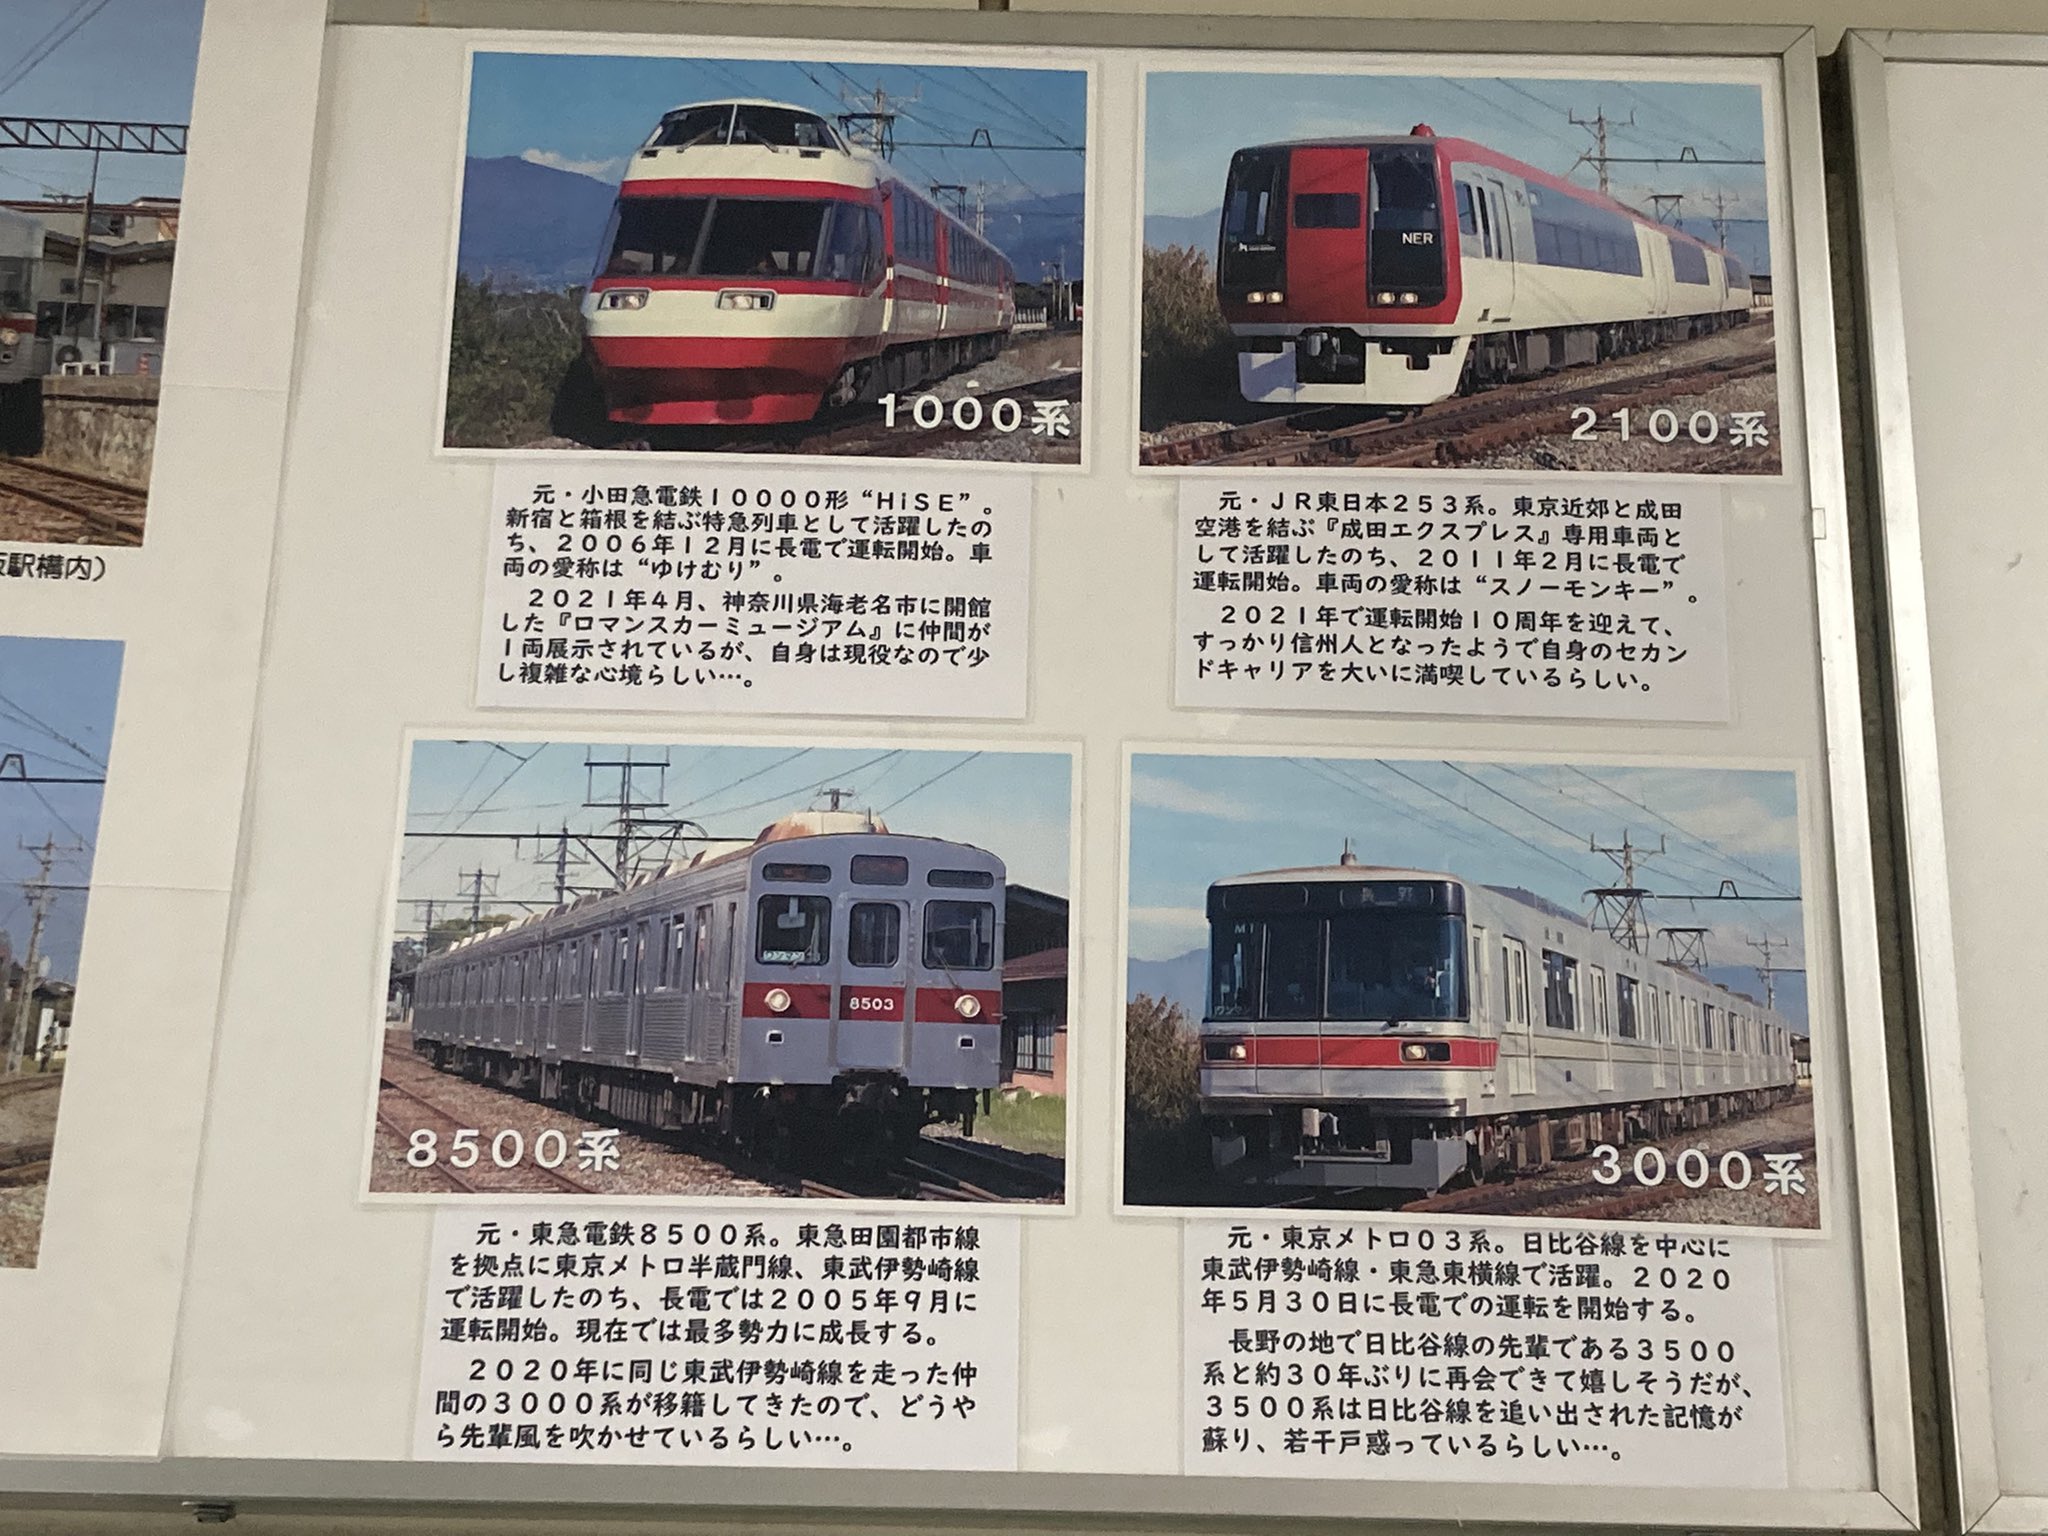 坂駅構内）
NER
1000系
2100系
元・小田急電鉄１００００形“ＨｉＳＥ”。
新宿と箱根を結ぶ特急列車として活躍したの
ち、２００６年１２月に長電で運転開始。車
両の愛称は“ゆけむり”。
２０２１年４月、神奈川県海老名市に開館
した『ロマンスカーミュージアム』に仲間が
１両展示されているが、自身は現役なので少
し複雑な心境らしい…。
元・ＪＲ東日本２５３系。東京近郊と成田
空港を結ぶ『成田エクスプレス』専用車両と
して活躍したのち、２０１１年２月に長電で
運転開始。車両の愛称は“スノーモンキー”。
２０２１年で運転開始１０周年を迎えて、
すっかり信州人となったようで自身のセカン
ドキャリアを大いに満喫しているらしい。
ワンマン
8503
8500系
長野
M1
ワンマン
3000系
元・東急電鉄８５００系。東急田園都市線
を拠点に東京メトロ半蔵門線、東武伊勢崎線
で活躍したのち、長電では２００５年９月に
運転開始。現在では最多勢力に成長する。
２０２０年に同じ東武伊勢崎線を走った仲
間の３０００系が移籍してきたので、どうや
ら先輩風を吹かせているらしい…。
元・東京メトロ０３系。日比谷線を中心に
東武伊勢崎線・東急東横線で活躍。２０２０
年５月３０日に長電での運転を開始する。
長野の地で日比谷線の先輩である３５００
系と約３０年ぶりに再会できて嬉しそうだが、
３５００系は日比谷線を追い出された記憶が
蘇り、若干戸惑っているらしい…。